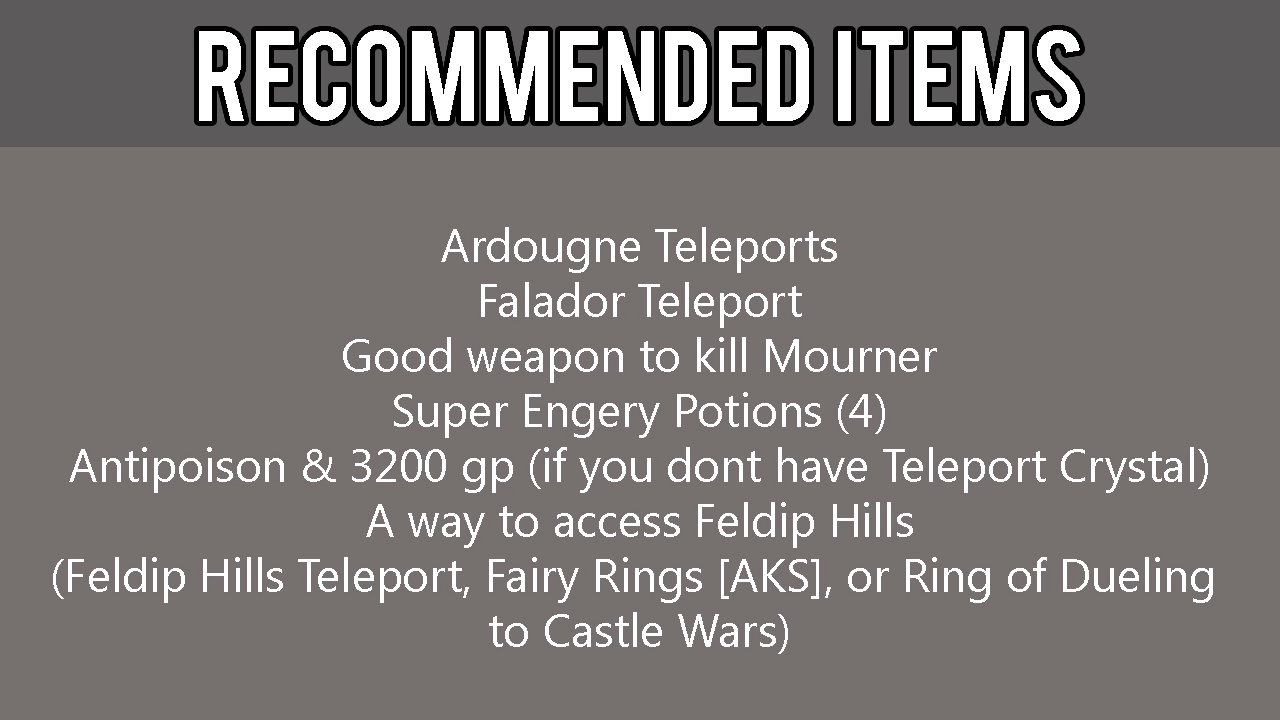 RECOMMENDED ITEMS
Ardougne Teleports
Falador Teleport
Good weapon to kill Mourner
Super Engery Potions (4)
Antipoison & 3200 gp (if you dont have Teleport Crystal)
A way to access Feldip Hills
(Feldip Hills Teleport, Fairy Rings [AKS], or Ring of Dueling
to Castle Wars)